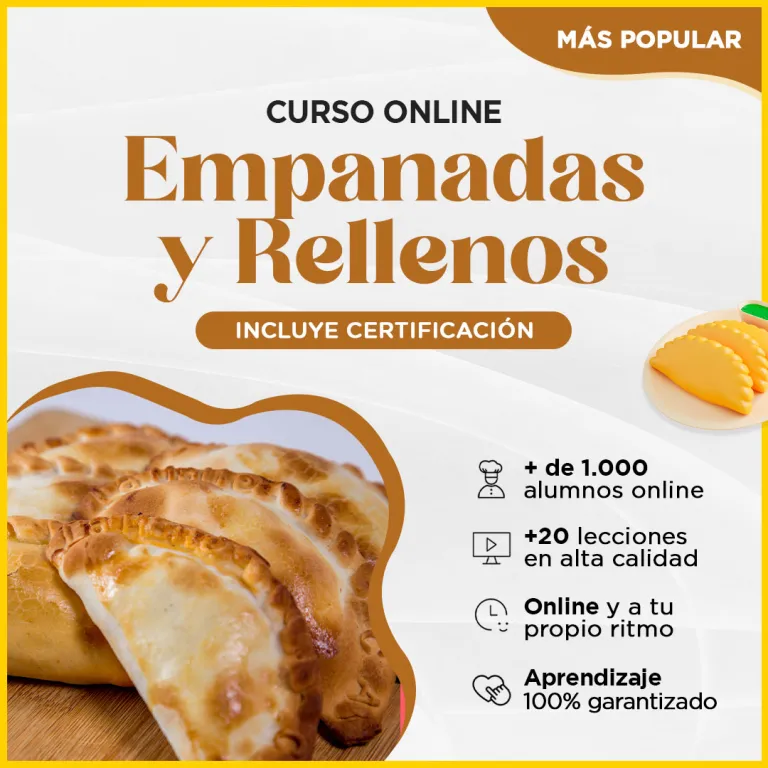 MÁS POPULAR
CURSO ONLINE
Empanadas
y Rellenos
INCLUYE CERTIFICACIÓN
+ de 1.000
alumnos online
+20 lecciones
en alta calidad
Online y a tu
propio ritmo
Aprendizaje
100% garantizado